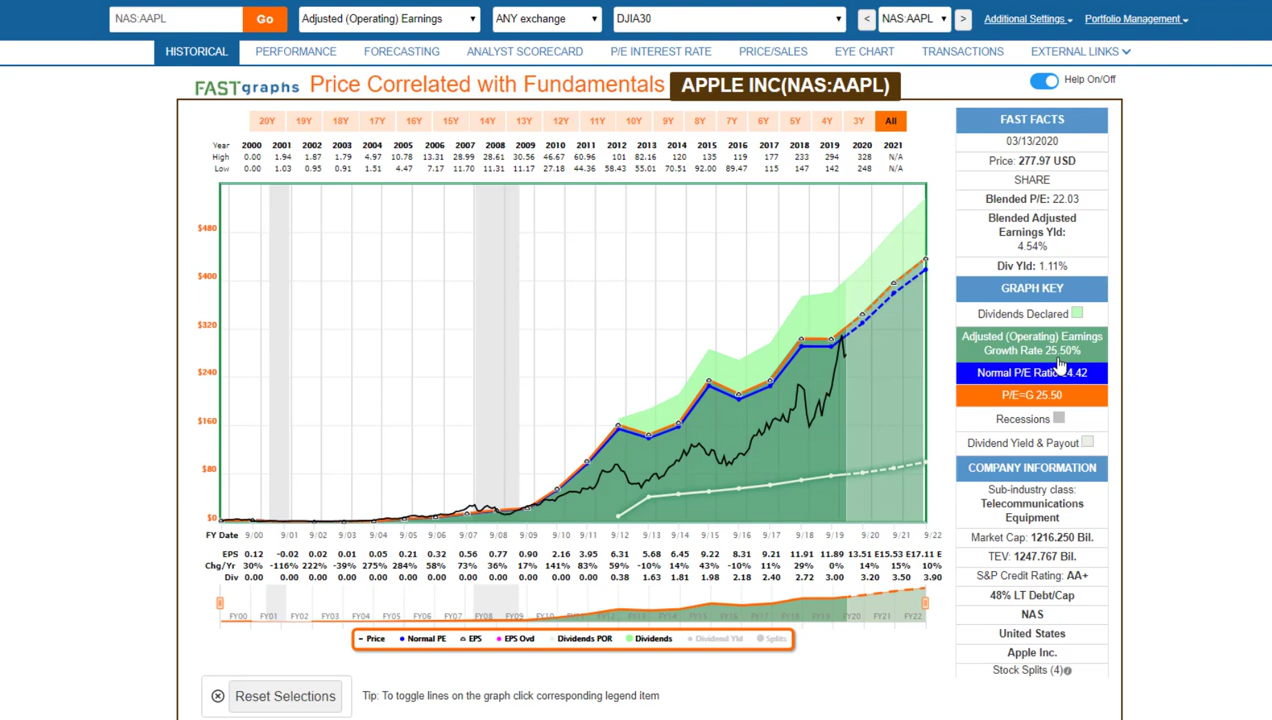 NAS:AAPL Go Adjusted (Operating) Earnings ANY exchange DJIA30 < NAS:AAPL > Additional Settings Portfolio Management
HISTORICAL PERFORMANCE FORECASTING ANALYST SCORECARD P/E INTEREST RATE PRICE/SALES EYE CHART TRANSACTIONS EXTERNAL LINKS
FASTgraphs Price Correlated with Fundamentals APPLE INC(NAS:AAPL) Help On/Off
20Y 19Y 18Y 17Y 16Y 15Y 14Y 13Y 12Y 11Y 10Y 9Y 8Y 7Y 6Y 5Y 4Y 3Y All
Year 2000 2001 2002 2003 2004 2005 2006 2007 2008 2009 2010 2011 2012 2013 2014 2015 2016 2017 2018 2019 2020 2021
High 0.00 1.94 1.87 1.79 4.97 10.78 13.31 28.99 28.61 30.56 46.67 60.96 101 82.16 120 135 119 177 233 294 328 N/A
Low 0.00 1.03 0.95 0.91 1.51 4.47 7.17 11.70 11.31 11.17 27.18 44.36 58.43 55.01 70.51 92.00 89.47 115 147 142 248 N/A
$480
$400
$320
$240
$160
$80
$0
FY Date 9/00 9/01 9/02 9/03 9/04 9/05 9/06 9/07 9/08 9/09 9/10 9/11 9/12 9/13 9/14 9/15 9/16 9/17 9/18 9/19 9/20 9/21 9/22
EPS 0.12 -0.02 0.02 0.01 0.05 0.21 0.32 0.56 0.77 0.90 2.16 3.95 6.31 5.68 6.45 9.22 8.31 9.21 11.91 11.89 13.51 E15.53 E17.11 E
Chg/Yr 30% -116% 222% -39% 275% 284% 58% 73% 36% 17% 141% 83% 59% -10% 14% 43% -10% 11% 29% 0% 14% 15% 10%
Div 0.00 0.00 0.00 0.00 0.00 0.00 0.00 0.00 0.00 0.00 0.00 0.00 0.38 1.63 1.81 1.98 2.18 2.40 2.72 3.00 3.20 3.50 3.90
FY00 FY01 FY02 FY03 FY04 FY05 FY06 FY07 FY08 FY09 FY10 FY11 FY12 FY13 FY14 FY15 FY16 FY17 FY18 FY19 FY20 FY21 FY22
Price Normal PE EPS EPS Ovd Dividends POR Dividends Dividend Yld Splits
Reset Selections Tip: To toggle lines on the graph click corresponding legend item
FAST FACTS
03/13/2020
Price: 277.97 USD
SHARE
Blended P/E: 22.03
Blended Adjusted
Earnings Yld:
4.54%
Div Yld: 1.11%
GRAPH KEY
Dividends Declared
Adjusted (Operating) Earnings
Growth Rate 25.50%
Normal P/E Ratio 4.42
P/E=G 25.50
Recessions
Dividend Yield & Payout
COMPANY INFORMATION
Sub-industry class:
Telecommunications
Equipment
Market Cap: 1216.250 Bil.
TEV: 1247.767 Bil.
S&P Credit Rating: AA+
48% LT Debt/Cap
NAS
United States
Apple Inc.
Stock Splits (4)